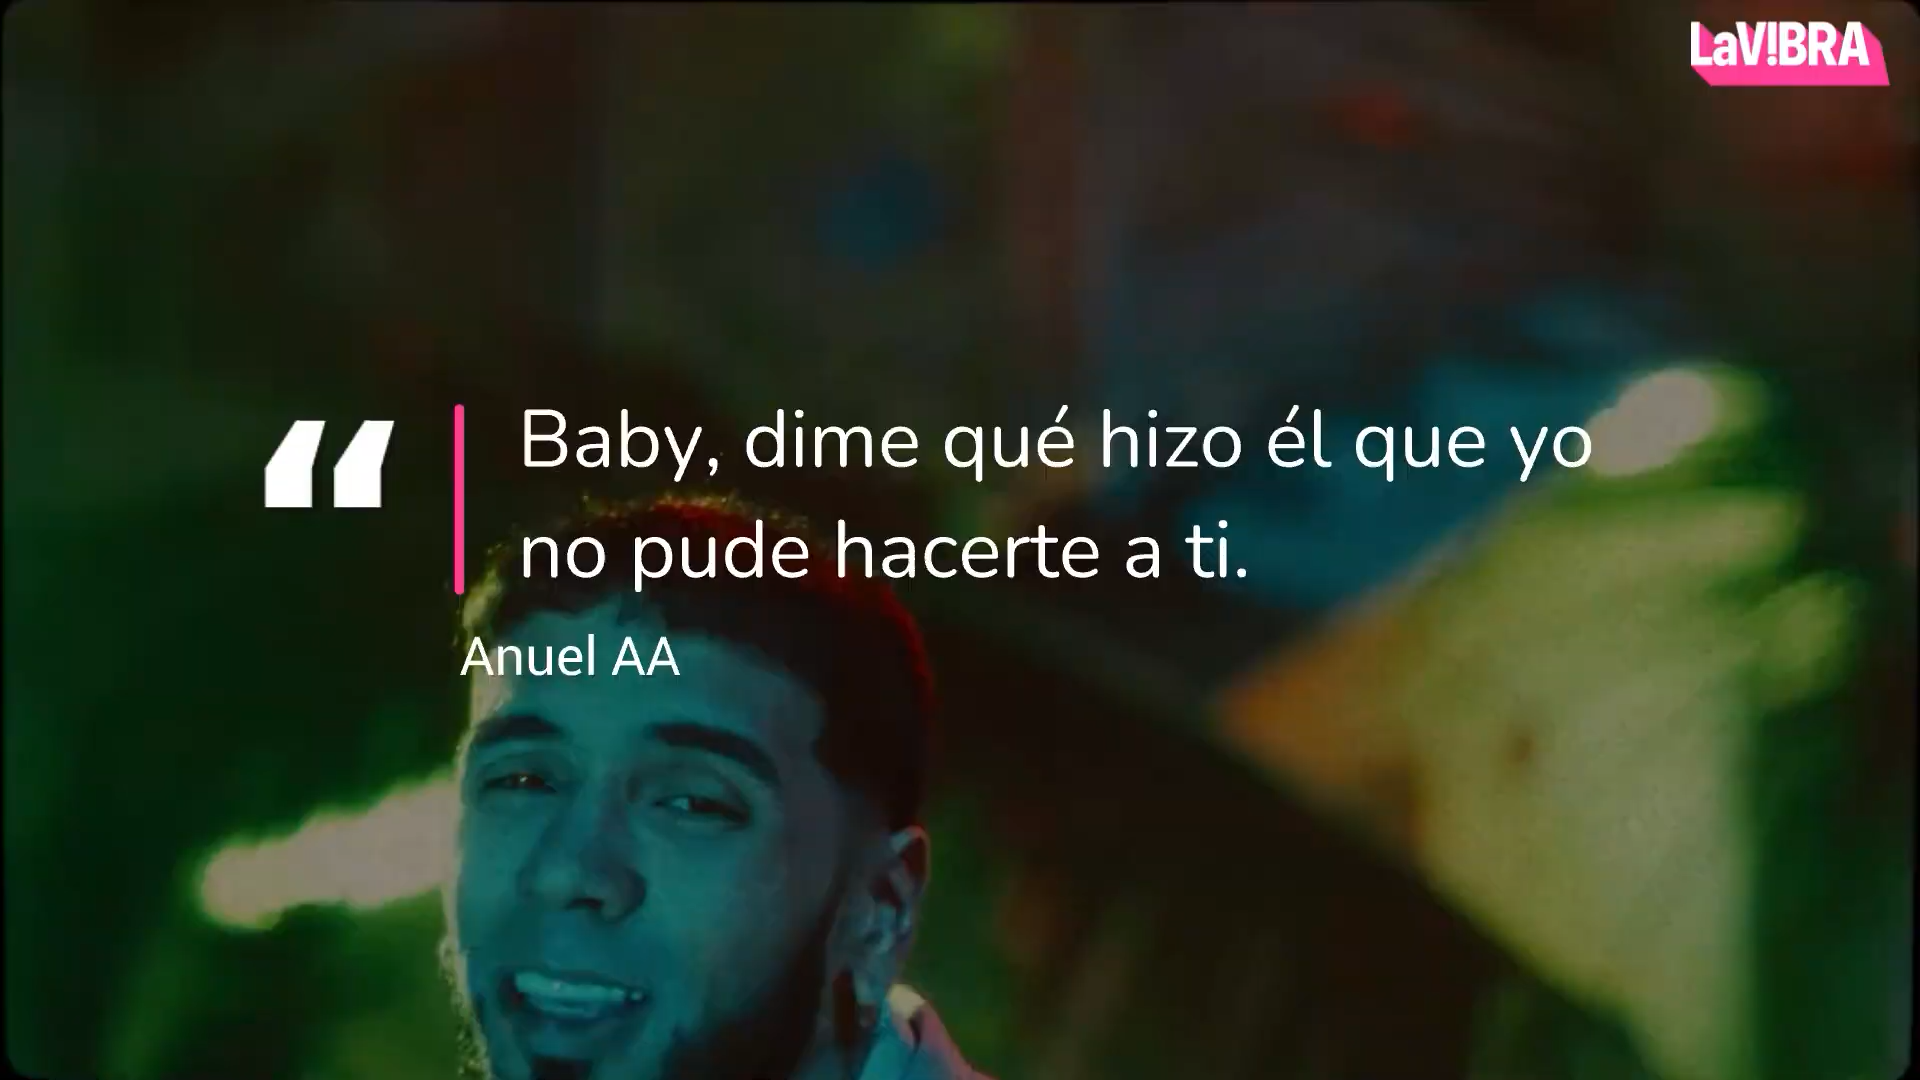 LaV!BRA
“
Baby, dime qué hizo él que yo
no pude hacerte a ti.
Anuel AA